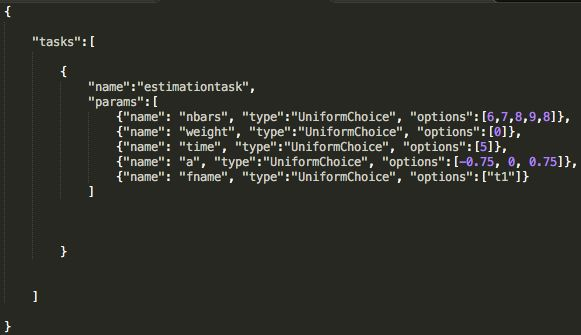 {
"tasks":[
{
"name":"estimationtask",
"params":[
{"name": "nbars", "type":"UniformChoice", "options":[6,7,8,9,8]},
{"name": "weight", "type":"UniformChoice", "options":[0]},
{"name": "time", "type":"UniformChoice", "options":[5]},
{"name": "a", "type":"UniformChoice", "options":[-0.75, 0, 0.75]},
{"name": "fname", "type":"UniformChoice", "options":["t1"]}
]
}
]
}